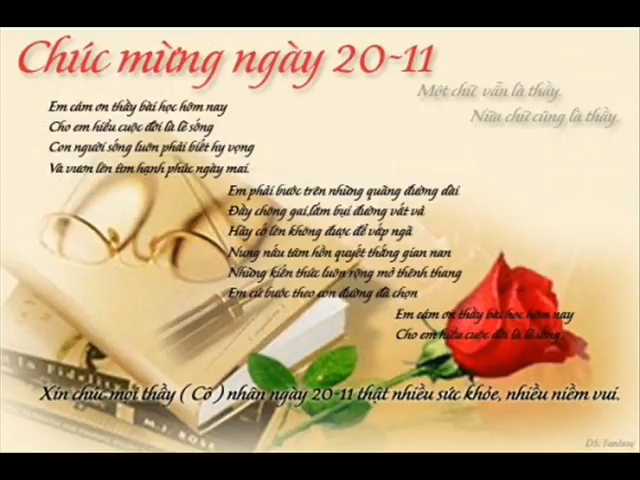 Chúc mừng ngày 20-11
Một chữ vẫn là thầy.
Nửa chữ cũng là thầy.
Em cám ơn thầy bài học hôm nay
Cho em hiểu cuộc đời là lẽ sống
Con người sống luôn phải biết hy vọng
Và vươn lên tìm hạnh phúc ngày mai.
Em phải bước trên những quãng đường dài
Đầy chông gai,lấm bụi đường vất vả
Hãy cố lên không được để vấp ngã
Nung nấu tâm hồn quyết thắng gian nan
Những kiến thức luôn rộng mở thênh thang
Em cứ bước theo con đường đã chọn
Em cám ơn thầy bài học hôm nay
Cho em hiểu cuộc đời là lẽ sống
Xin chúc mọi thầy ( Cô ) nhân ngày 20-11 thật nhiều sức khỏe, nhiều niềm vui.
M.J. ROSE
DS: Fantasy